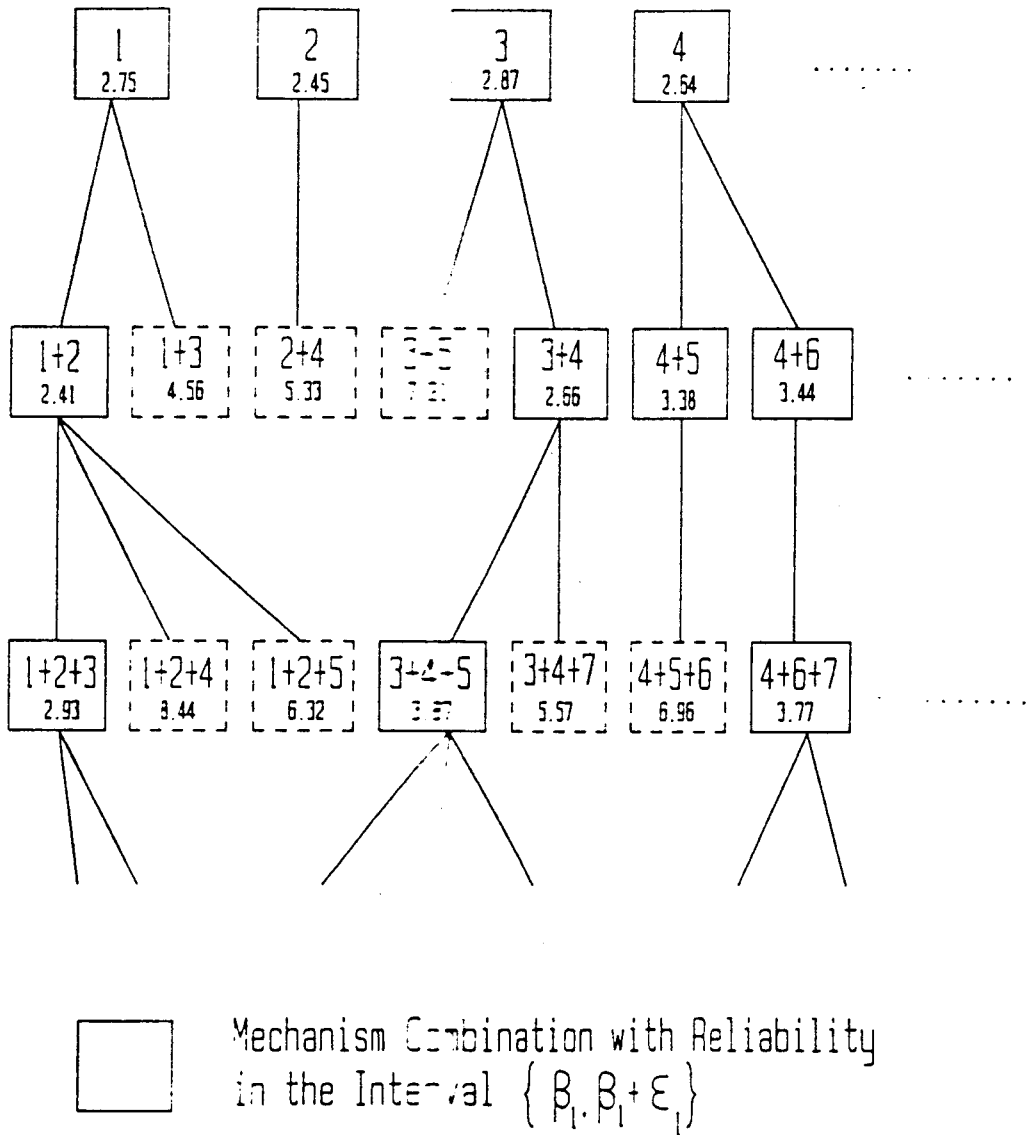 1 2 3 4 .......
2.75 2.45 2.87 2.64
1+2 1+3 2+4 3+4 4+5 4+6 .......
2.41 4.56 5.33 2.66 3.38 3.44
1+2+3 1+2+4 1+2+5 3+4+7 4+5+6 4+6+7 .......
2.93 6.32 5.57 6.96 3.77
Mechanism Combination with Reliability
in the Interval { β₁, β₁ + Ɛ₁ }